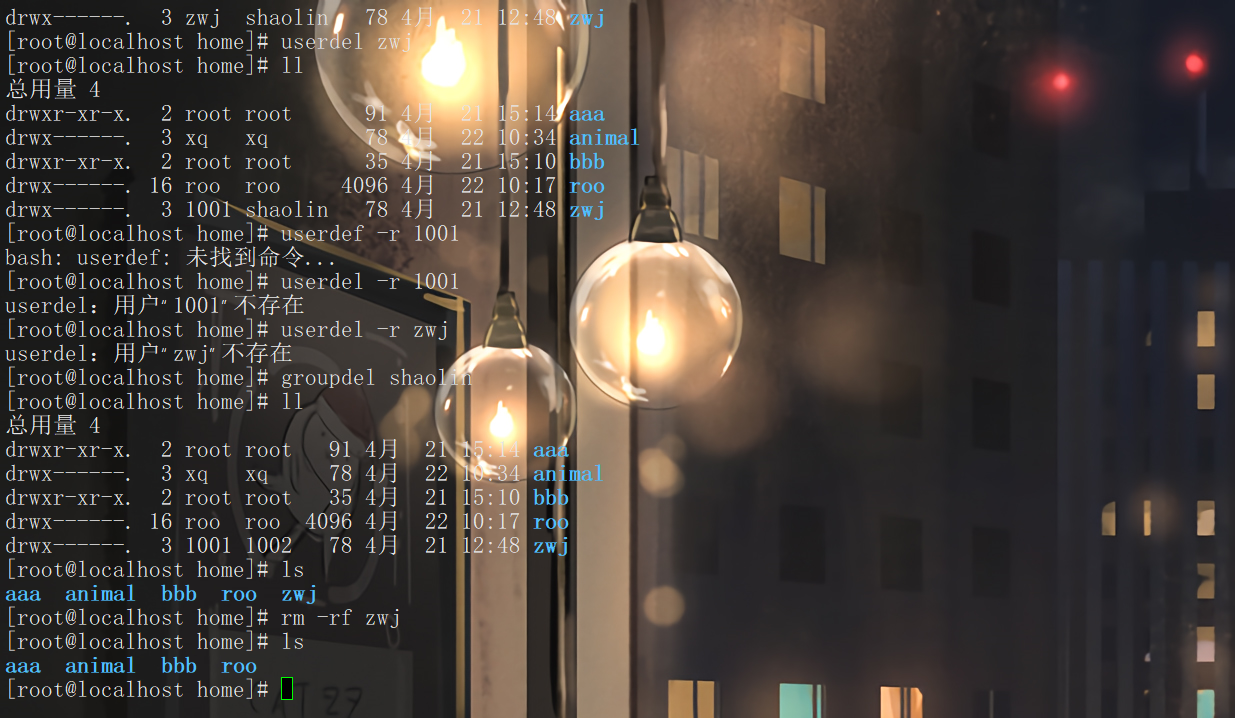 drwx------.  3 zwj  shaolin   78 4月  21 12:48 zwj
[root@localhost home]# userdel zwj
[root@localhost home]# ll
总用量 4
drwxr-xr-x.  2 root root      91 4月  21 15:14 aaa
drwx------.  3 xq   xq        78 4月  22 10:34 animal
drwxr-xr-x.  2 root root      35 4月  21 15:10 bbb
drwx------. 16 roo  roo     4096 4月  22 10:17 roo
drwx------.  3 1001 shaolin   78 4月  21 12:48 zwj
[root@localhost home]# userdef -r 1001
bash: userdef: 未找到命令...
[root@localhost home]# userdel -r 1001
userdel：用户“1001”不存在
[root@localhost home]# userdel -r zwj
userdel：用户“zwj”不存在
[root@localhost home]# groupdel shaolin
[root@localhost home]# ll
总用量 4
drwxr-xr-x.  2 root root   91 4月  21 15:14 aaa
drwx------.  3 xq   xq     78 4月  22 10:34 animal
drwxr-xr-x.  2 root root   35 4月  21 15:10 bbb
drwx------. 16 roo  roo  4096 4月  22 10:17 roo
drwx------.  3 1001 1002   78 4月  21 12:48 zwj
[root@localhost home]# ls
aaa  animal  bbb  roo  zwj
[root@localhost home]# rm -rf zwj
[root@localhost home]# ls
aaa  animal  bbb  roo
[root@localhost home]#